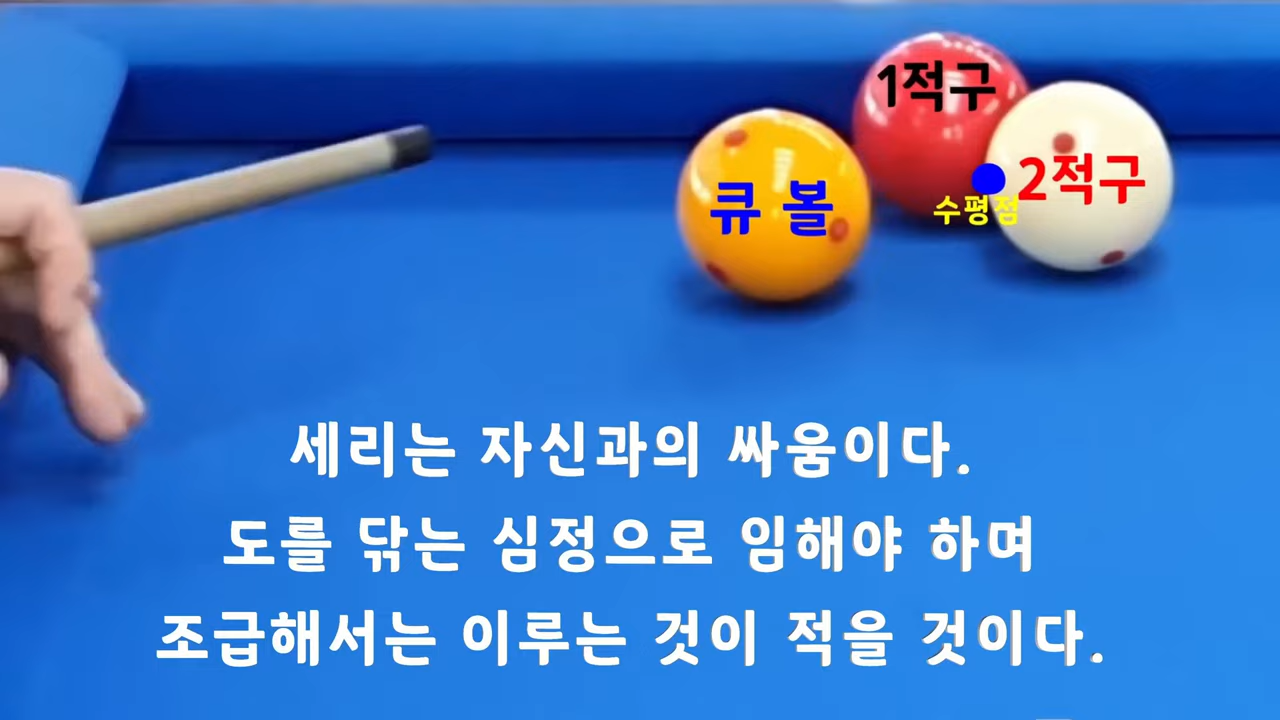 1적구
2적구
큐 볼
수평점
세리는 자신과의 싸움이다.
도를 닦는 심정으로 임해야 하며
조급해서는 이루는 것이 적을 것이다.